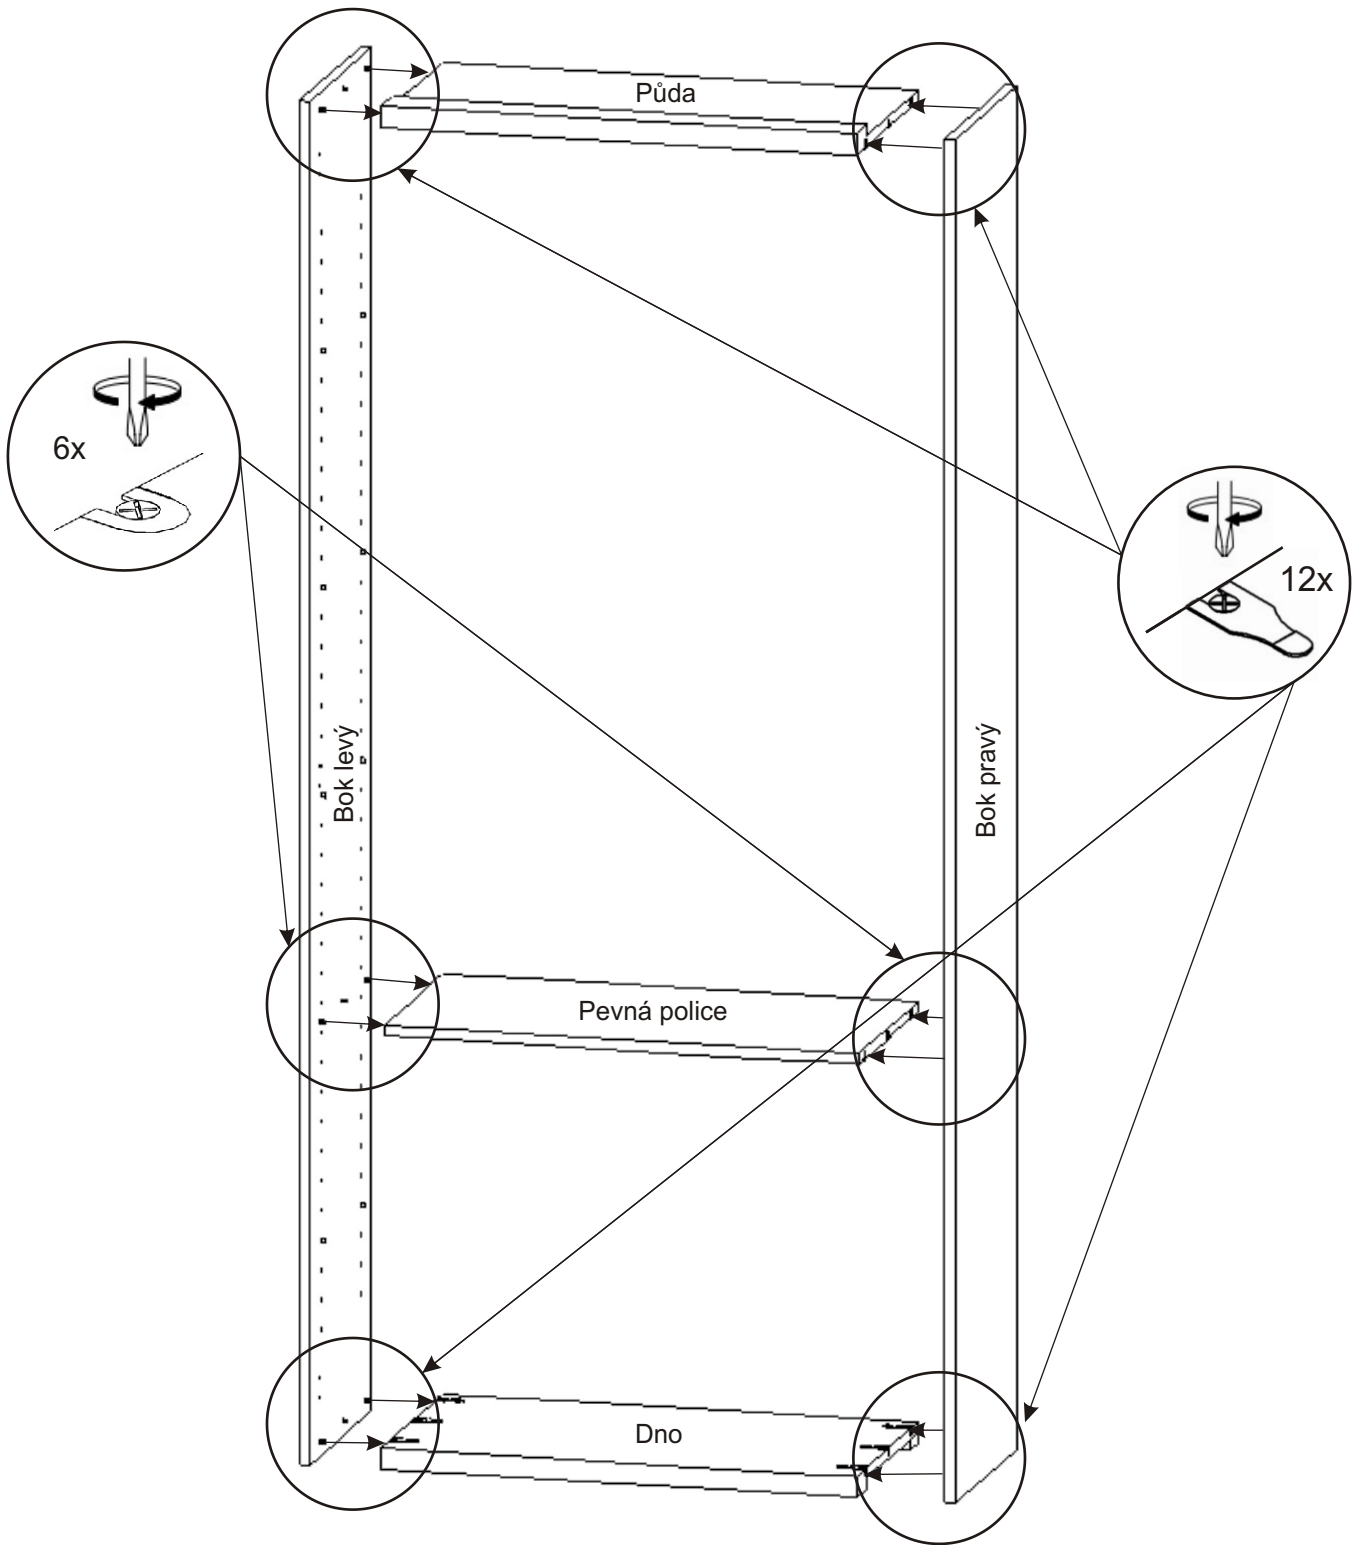 Půda
6x
12x
Bok levý
Bok pravý
Pevná police
Dno